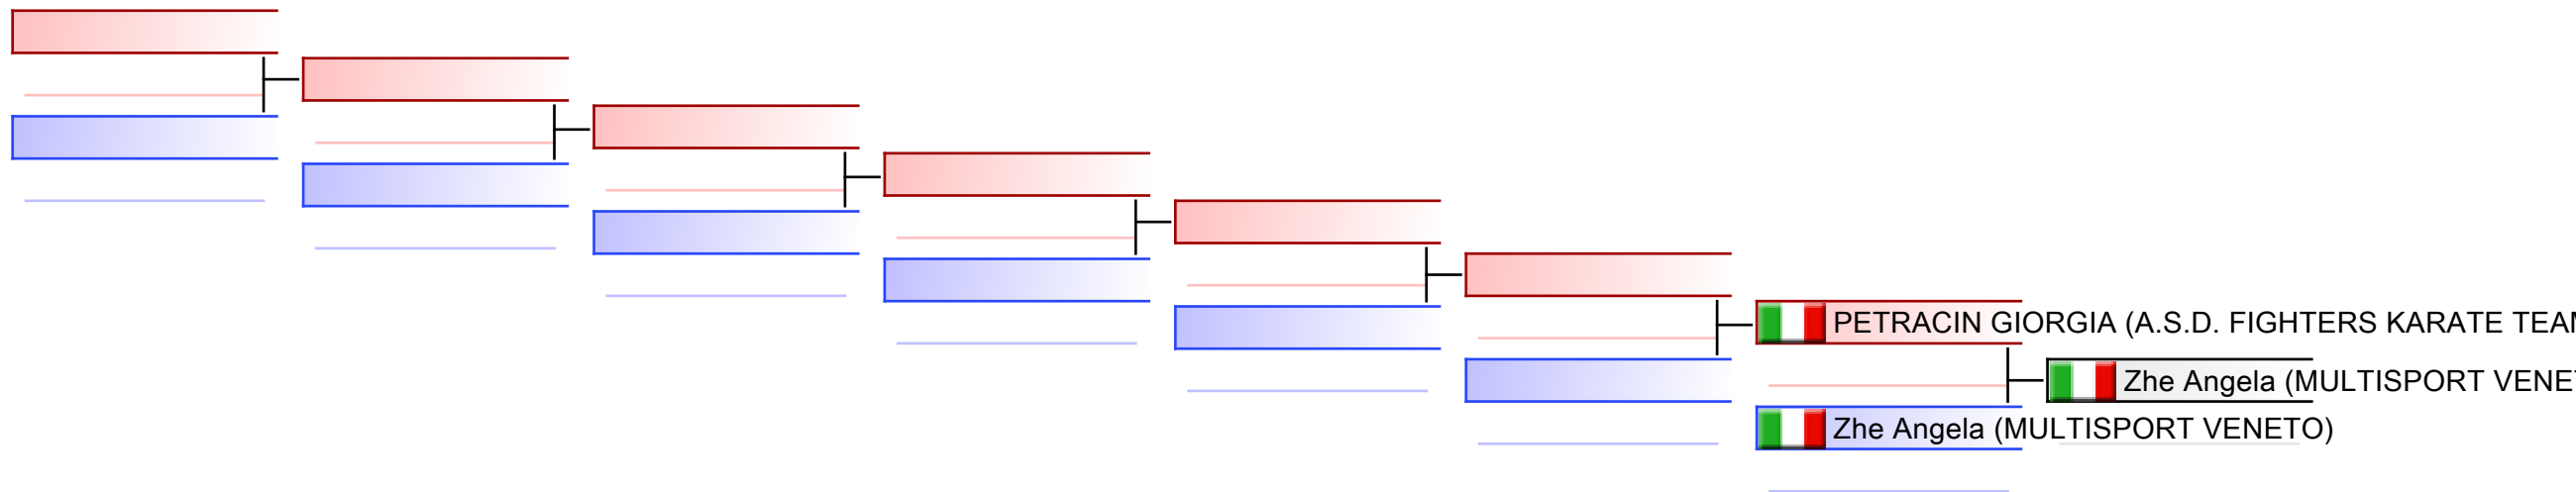 PETRACIN GIORGIA (A.S.D. FIGHTERS KARATE TEAM
Zhe Angela (MULTISPORT VENE
Zhe Angela (MULTISPORT VENETO)